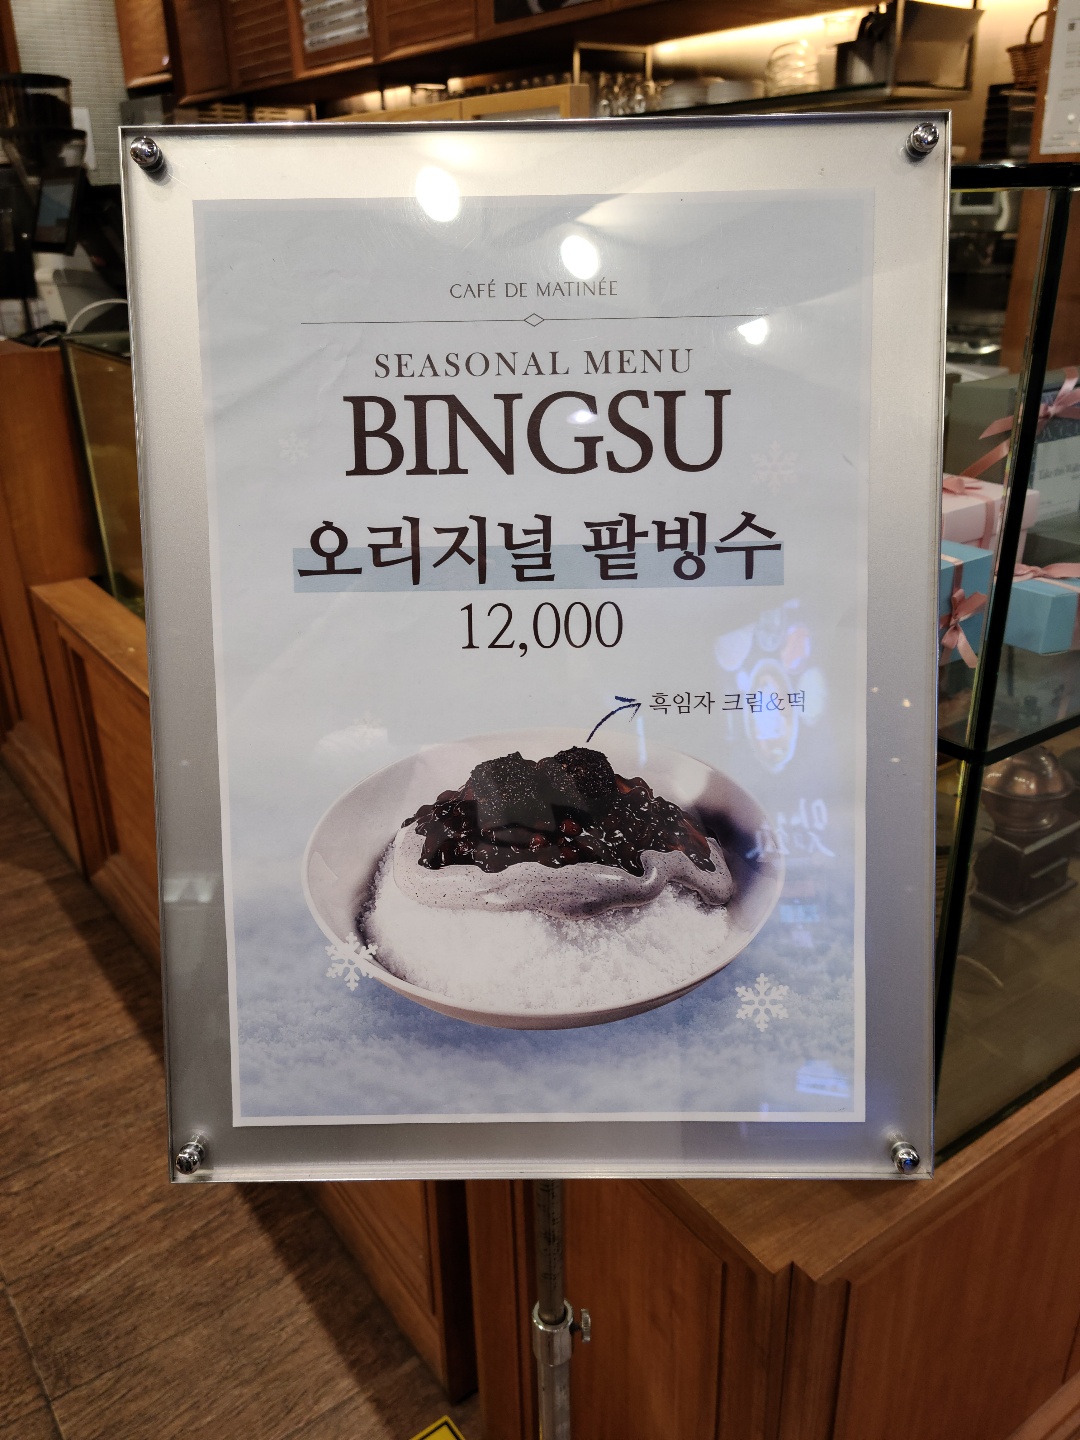 CAFÉ DE MATINÉE
SEASONAL MENU
BINGSU
오리지널 팥빙수
12,000
흑임자 크림&떡